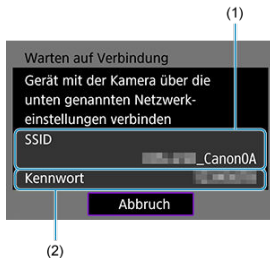 (1)
Warten auf Verbindung
Gerät mit der Kamera über die
unten genannten Netzwerk-
einstellungen verbinden
SSID
_Canon0A
Kennwort
Abbruch
(2)